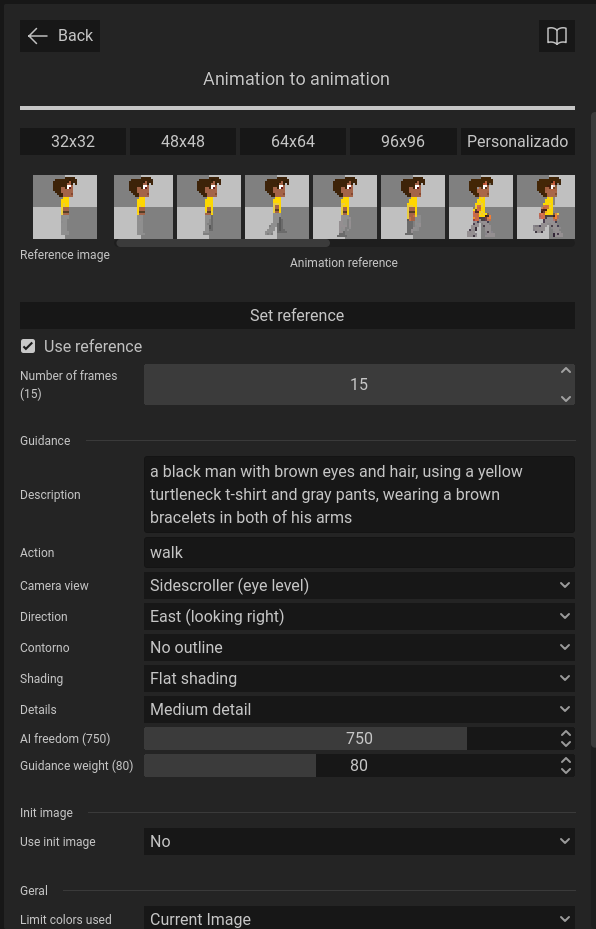 Back
Animation to animation
32x32 48x48 64x64 96x96 Personalizado
Reference image
Animation reference
Set reference
Use reference
Number of frames
(15)
15
Guidance
Description
a black man with brown eyes and hair, using a yellow
turtleneck t-shirt and gray pants, wearing a brown
bracelets in both of his arms
Action walk
Camera view Sidescroller (eye level)
Direction East (looking right)
Contorno No outline
Shading Flat shading
Details Medium detail
AI freedom (750) 750
Guidance weight (80) 80
Init image
Use init image No
Geral
Limit colors used Current Image